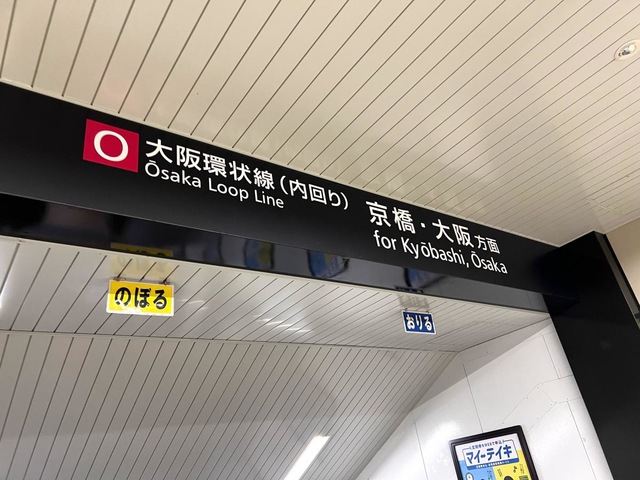 O 大阪環状線(内回り)
Ōsaka Loop Line
京橋・大阪方面
for Kyōbashi, Ōsaka
のぼる
おりる
マイテイキ